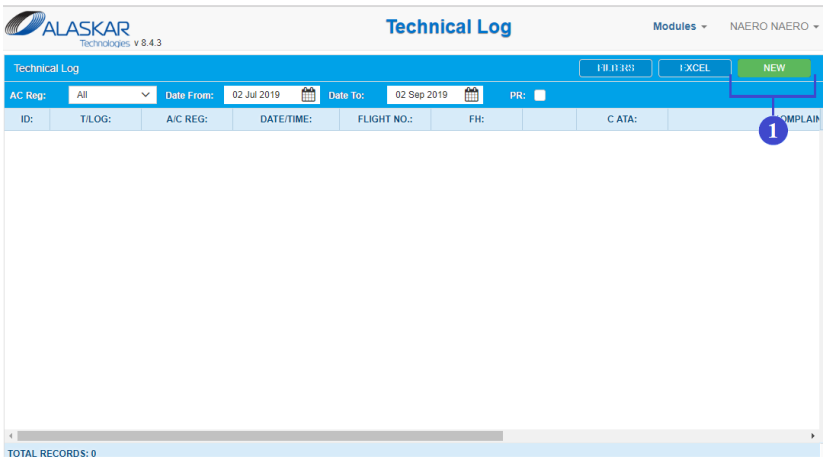 ALASKAR
Technologies v 8.4.3
Technical Log
Modules
NAERO NAERO
Technical Log
FILTERS
EXCEL
NEW
AC Reg: All Date From: 02 Jul 2019 Date To: 02 Sep 2019 PR:
ID: T/LOG: A/C REG: DATE/TIME: FLIGHT NO.: FH: C ATA: OMPLAIN
1
TOTAL RECORDS: 0